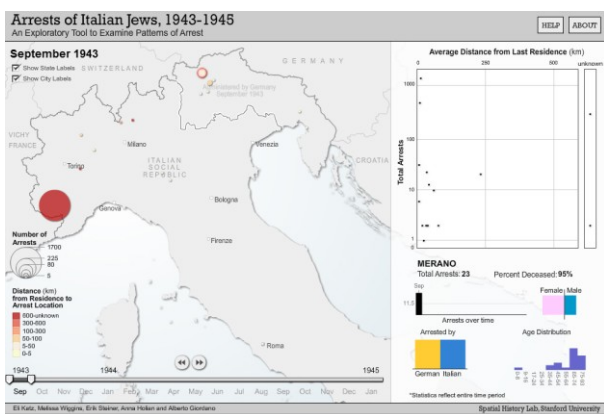 Arrests of Italian Jews, 1943-1945
An Exploratory Tool to Examine Patterns of Arrest
HELP
ABOUT
September 1943
Show State Labels
Show City Labels
SWITZERLAND
GERMANY
Administered by Germany
September 1943
VICHY
FRANCE
Milano
Venezia
CROATIA
Torino
ITALIAN
SOCIAL
REPUBLIC
Genova
Bologna
Firenze
Roma
Number of
Arrests
1700
225
80
5
Distance (km)
from Residence to
Arrest Location
600-unknown
300-600
100-300
50-100
5-50
0-5
1943
1944
1945
Sep Oct Nov Dec Jan Feb Mar Apr May Jun Jul Aug Sep Oct Nov Dec Jan
Average Distance from Last Residence (km)
0
250
500
unknown
Total Arrests
1000
100
10
1
MERANO
Total Arrests: 23
Percent Deceased: 95%
Sep
11.5
Arrests over time
Female
Male
Arrested by
German
Italian
Age Distribution
*Statistics reflect entire time period
Eli Katz, Melissa Wiggins, Erik Steiner, Anna Holian and Alberto Giordano
Spatial History Lab, Stanford University